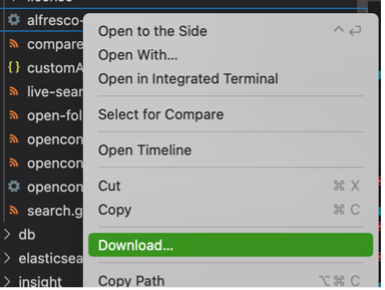 license
alfresco-
Open to the Side ^ ⏎
compare
Open With...
{} customA
Open in Integrated Terminal
live-sear
open-fol
Select for Compare
opencon
Open Timeline
opencon
opencon
Cut ⌘ X
search.g
Copy ⌘ C
> db
Download...
> elasticsea
> insight
Copy Path ⌥⌘ C